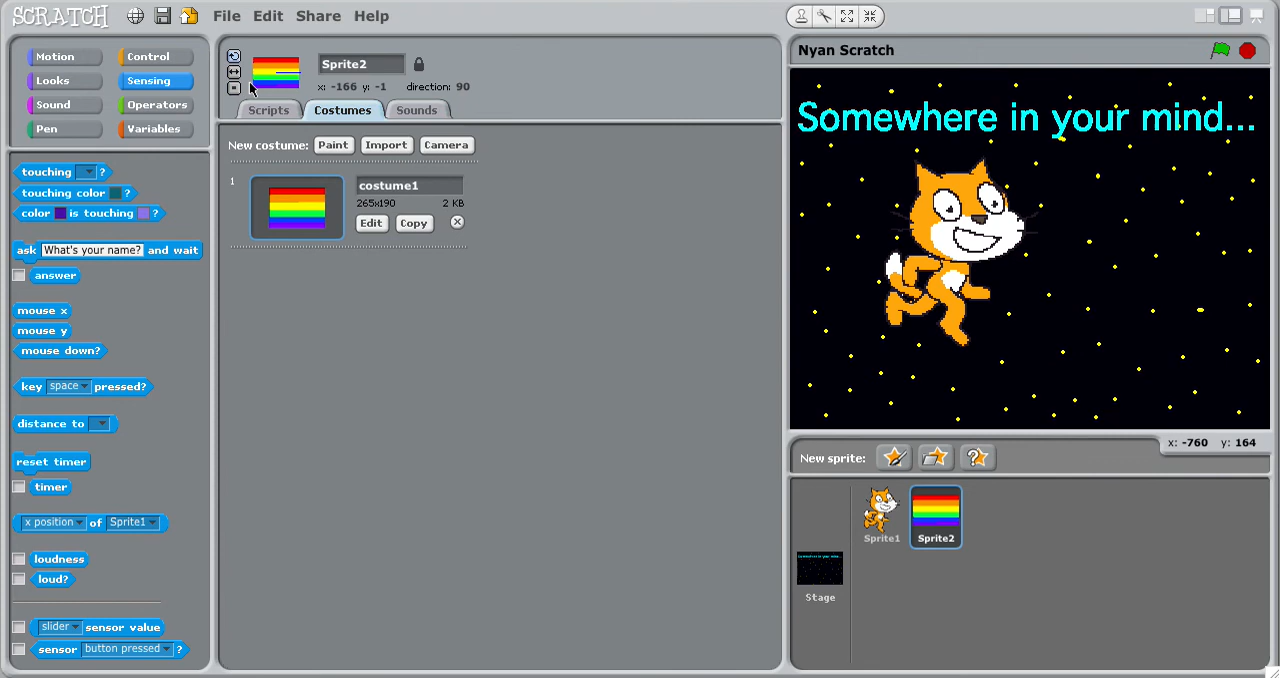 SCRATCH File Edit Share Help
Motion Control
Looks Sensing
Sound Operators
Pen Variables
touching ?
touching color ?
color is touching ?
ask What's your name? and wait
answer
mouse x
mouse y
mouse down?
key space pressed?
distance to
reset timer
timer
x position of Sprite1
loudness
loud?
slider sensor value
sensor button pressed ?
Sprite2
x: -166 y: -1 direction: 90
Scripts Costumes Sounds
New costume: Paint Import Camera
1
costume1
265x190 2 KB
Edit Copy
Nyan Scratch
Somewhere in your mind...
x: -760 y: 164
New sprite:
Sprite1 Sprite2
Stage